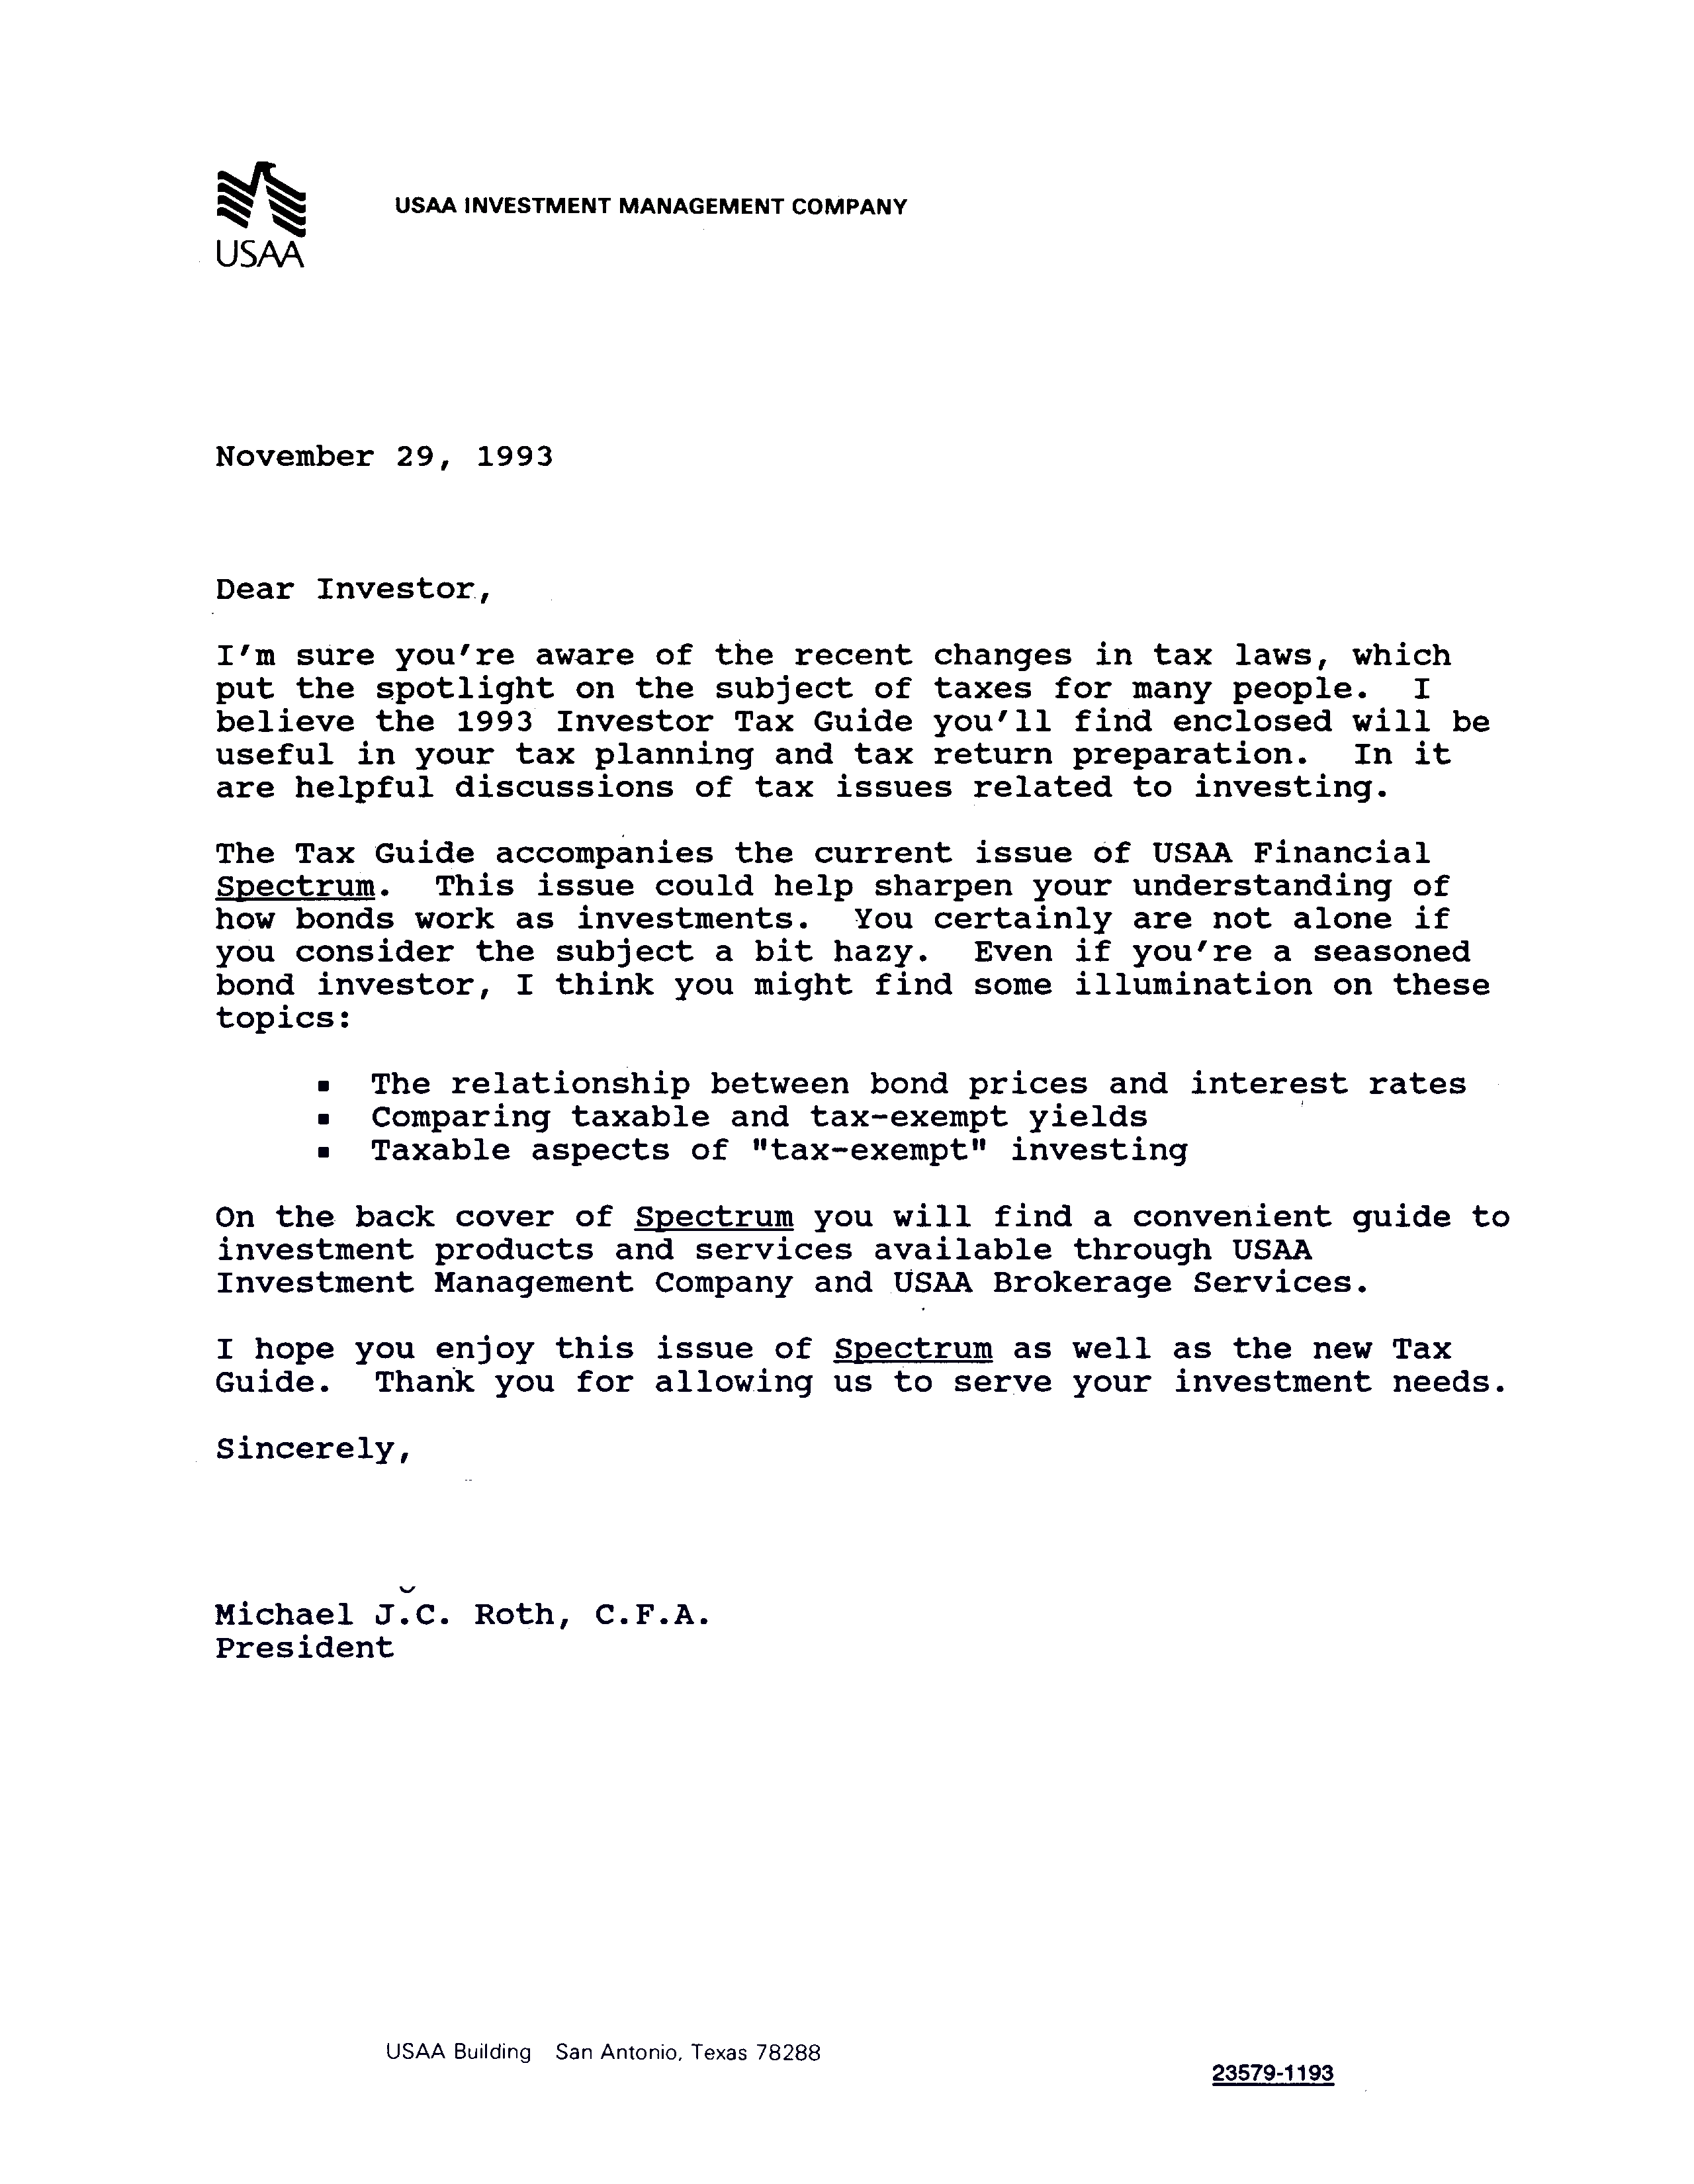 USAA
USAA INVESTMENT MANAGEMENT COMPANY
November 29, 1993
Dear Investor,
I'm sure you're aware of the recent changes in tax laws, which
put the spotlight on the subject of taxes for many people.  I
believe the 1993 Investor Tax Guide you'll find enclosed will be
useful in your tax planning and tax return preparation.  In it
are helpful discussions of tax issues related to investing.
The Tax Guide accompanies the current issue of USAA Financial
Spectrum.  This issue could help sharpen your understanding of
how bonds work as investments.  You certainly are not alone if
you consider the subject a bit hazy.  Even if you're a seasoned
bond investor, I think you might find some illumination on these
topics:
▪ The relationship between bond prices and interest rates
▪ Comparing taxable and tax-exempt yields
▪ Taxable aspects of "tax-exempt" investing
On the back cover of Spectrum you will find a convenient guide to
investment products and services available through USAA
Investment Management Company and USAA Brokerage Services.
I hope you enjoy this issue of Spectrum as well as the new Tax
Guide.  Thank you for allowing us to serve your investment needs.
Sincerely,
Michael J.C. Roth, C.F.A.
President
USAA Building  San Antonio, Texas 78288
23579-1193